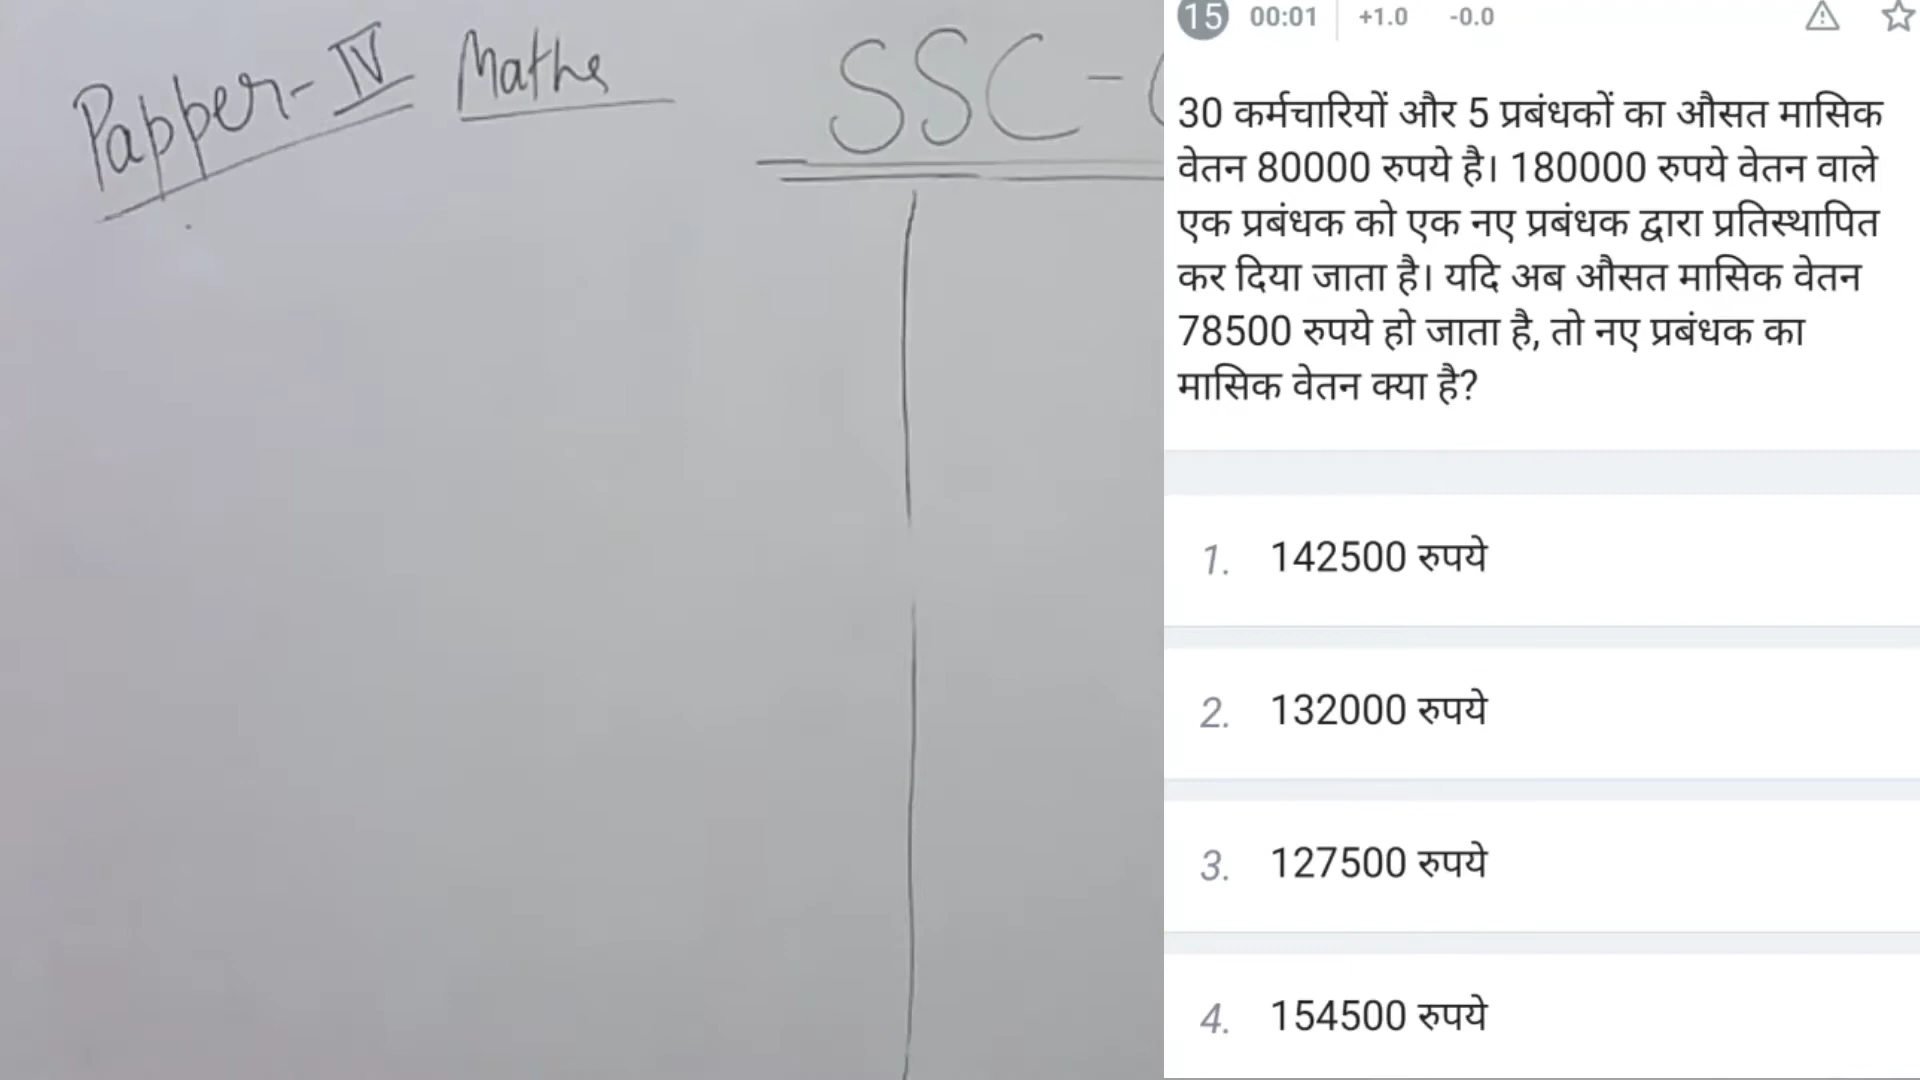 Papper-IV Maths
SSC-
15 00:01 +1.0 -0.0
30 कर्मचारियों और 5 प्रबंधकों का औसत मासिक
वेतन 80000 रुपये है। 180000 रुपये वेतन वाले
एक प्रबंधक को एक नए प्रबंधक द्वारा प्रतिस्थापित
कर दिया जाता है। यदि अब औसत मासिक वेतन
78500 रुपये हो जाता है, तो नए प्रबंधक का
मासिक वेतन क्या है?
1. 142500 रुपये
2. 132000 रुपये
3. 127500 रुपये
4. 154500 रुपये